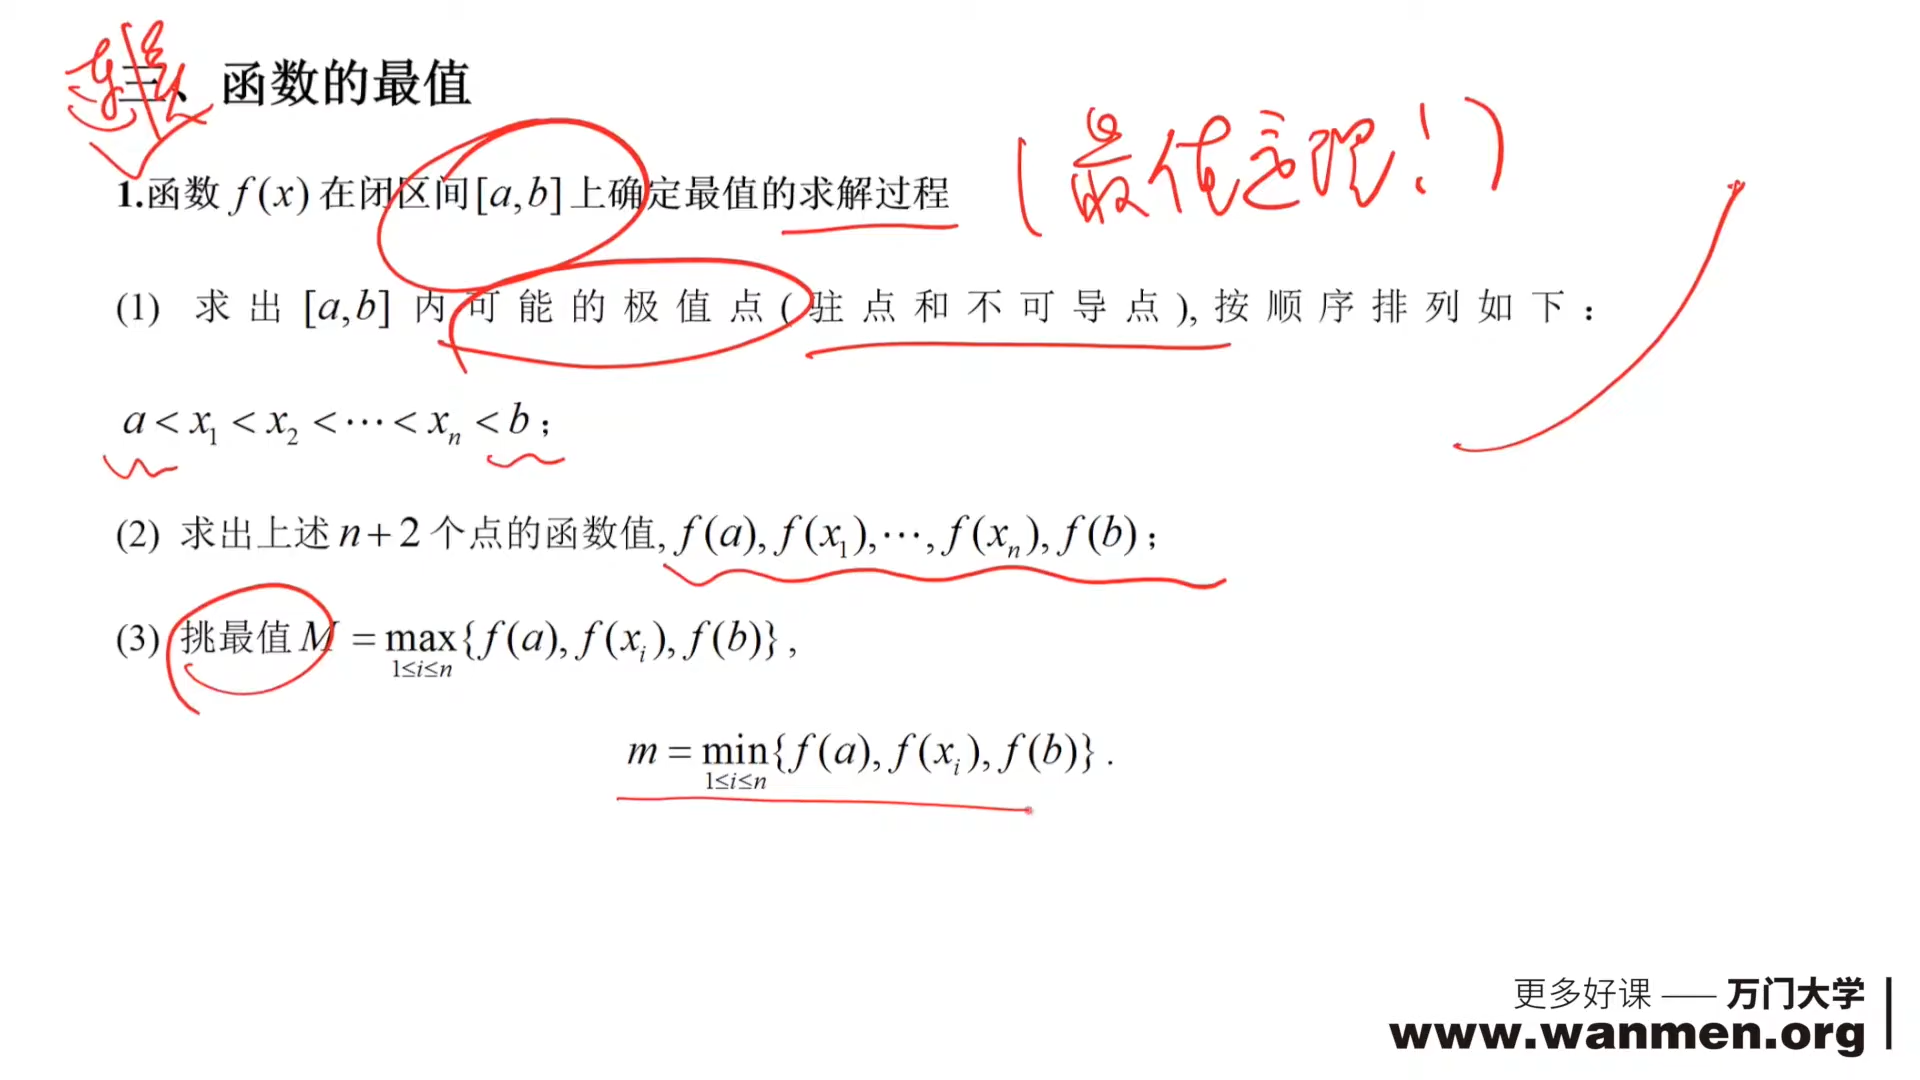 连续
三、函数的最值
(最值定理!)
1.函数 f(x) 在闭区间[a,b]上确定最值的求解过程
(1) 求出 [a,b] 内可能的极值点(驻点和不可导点),按顺序排列如下:
a < x₁ < x₂ < ⋯ < xₙ < b;
(2) 求出上述 n+2 个点的函数值, f(a), f(x₁),⋯, f(xₙ), f(b);
(3) 挑最值 M = max{f(a), f(xᵢ), f(b)},
1≤i≤n
m = min{f(a), f(xᵢ), f(b)}.
1≤i≤n
更多好课 —— 万门大学
www.wanmen.org